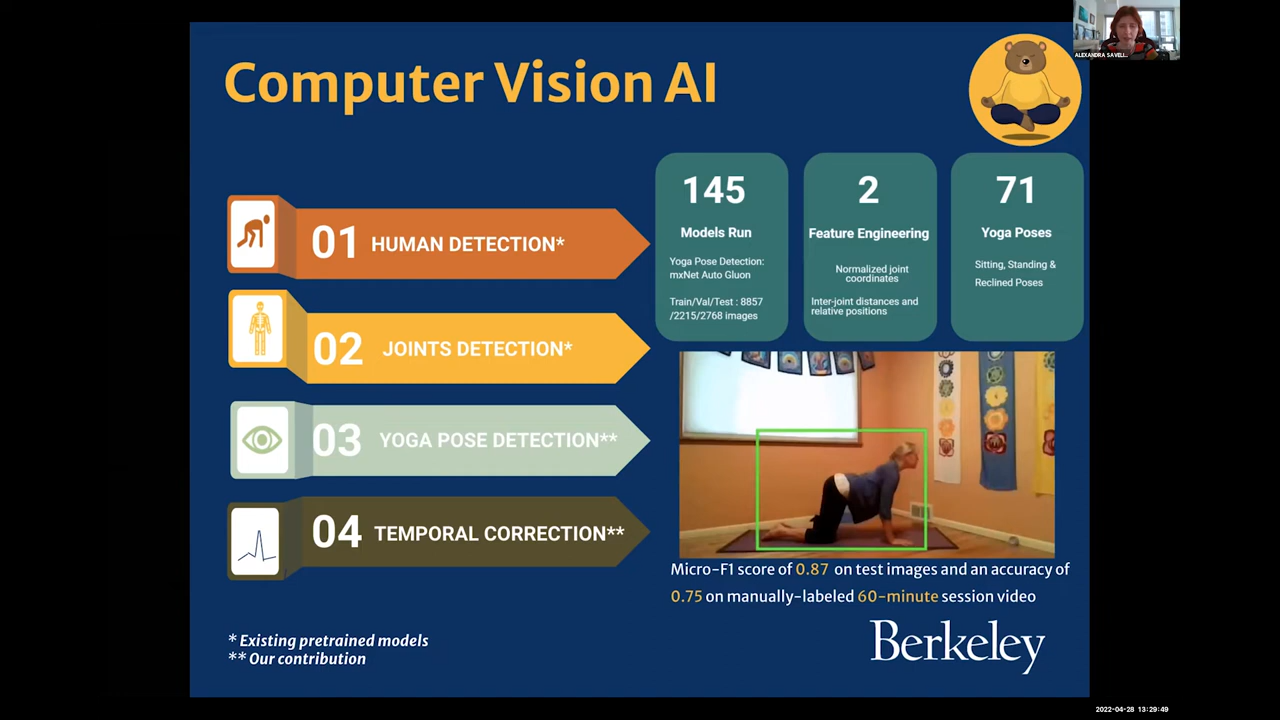 ALEXANDRA SAVELI...
Computer Vision AI
01 HUMAN DETECTION*
02 JOINTS DETECTION*
03 YOGA POSE DETECTION**
04 TEMPORAL CORRECTION**
145
Models Run
Yoga Pose Detection:
mxNet Auto Gluon
Train/Val/Test : 8857
/2215/2768 images
2
Feature Engineering
Normalized joint
coordinates
Inter-joint distances and
relative positions
71
Yoga Poses
Sitting, Standing &
Reclined Poses
Micro-F1 score of 0.87 on test images and an accuracy of
0.75 on manually-labeled 60-minute session video
* Existing pretrained models
** Our contribution
Berkeley
2022-04-28 13:29:49